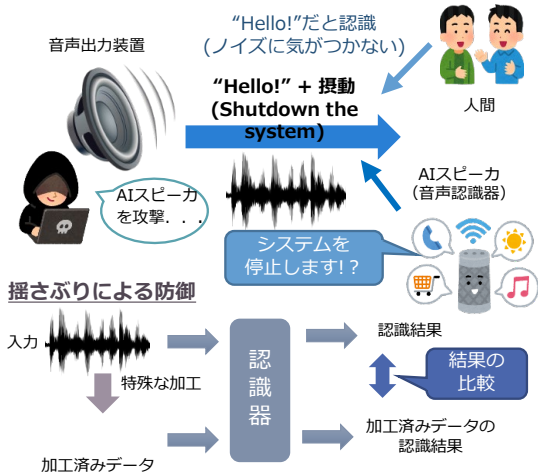 “Hello!”だと認識
(ノイズに気がつかない)
音声出力装置
“Hello!” + 摂動
(Shutdown the
system)
人間
AIスピーカ
を攻撃．．．
AIスピーカ
（音声認識器）
システムを
停止します!？
揺さぶりによる防御
入力
認識器
認識結果
特殊な加工
結果の
比較
加工済みデータ
加工済みデータの
認識結果